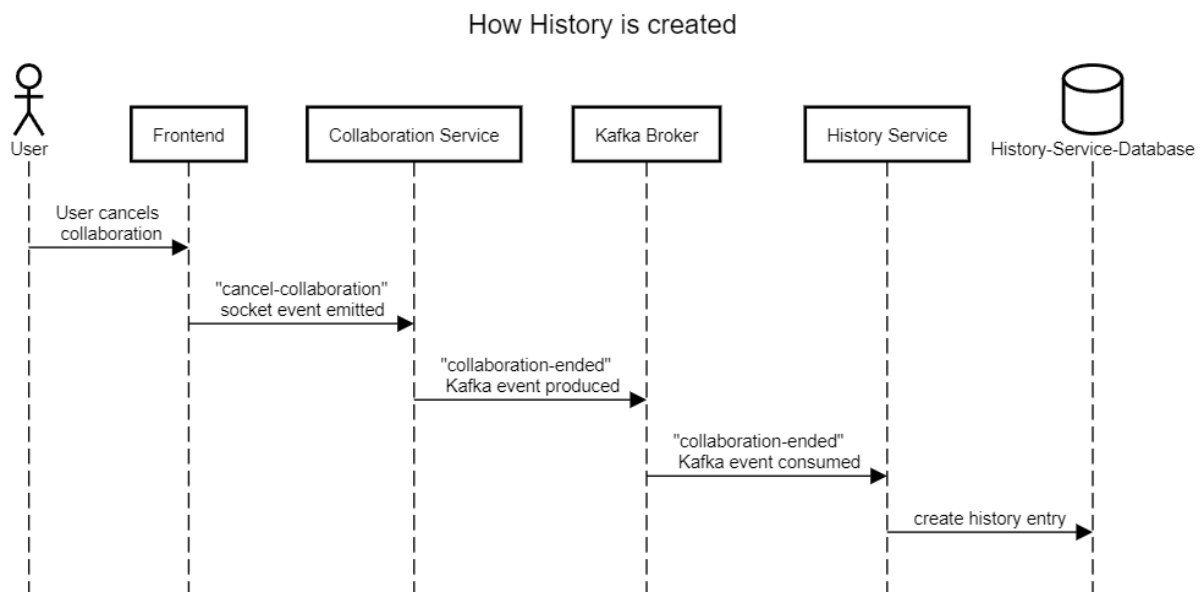 How History is created
User
Frontend
Collaboration Service
Kafka Broker
History Service
History-Service-Database
User cancels
collaboration
"cancel-collaboration"
socket event emitted
"collaboration-ended"
Kafka event produced
"collaboration-ended"
Kafka event consumed
create history entry